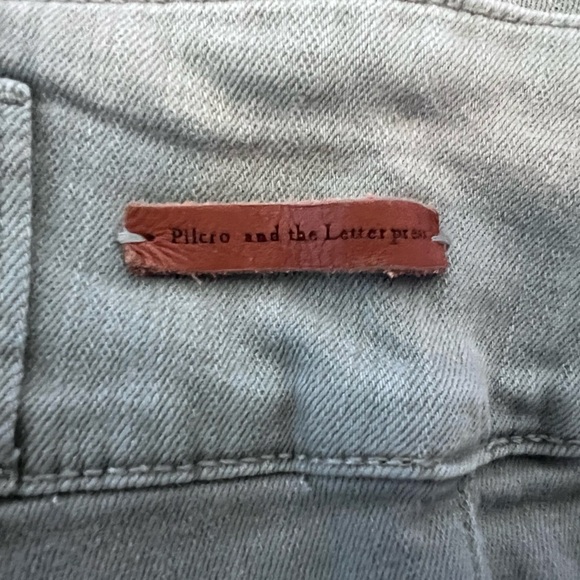 Pilcro and the Letterpress